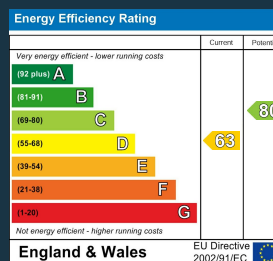 Energy Efficiency Rating
Current
Very energy efficient - lower running costs
(92 plus) A
(81-91) B
(69-80) C
80
(55-68) D
63
(39-54) E
(21-38) F
(1-20) G
Not energy efficient - higher running costs
England & Wales
EU Directive
2002/91/EC